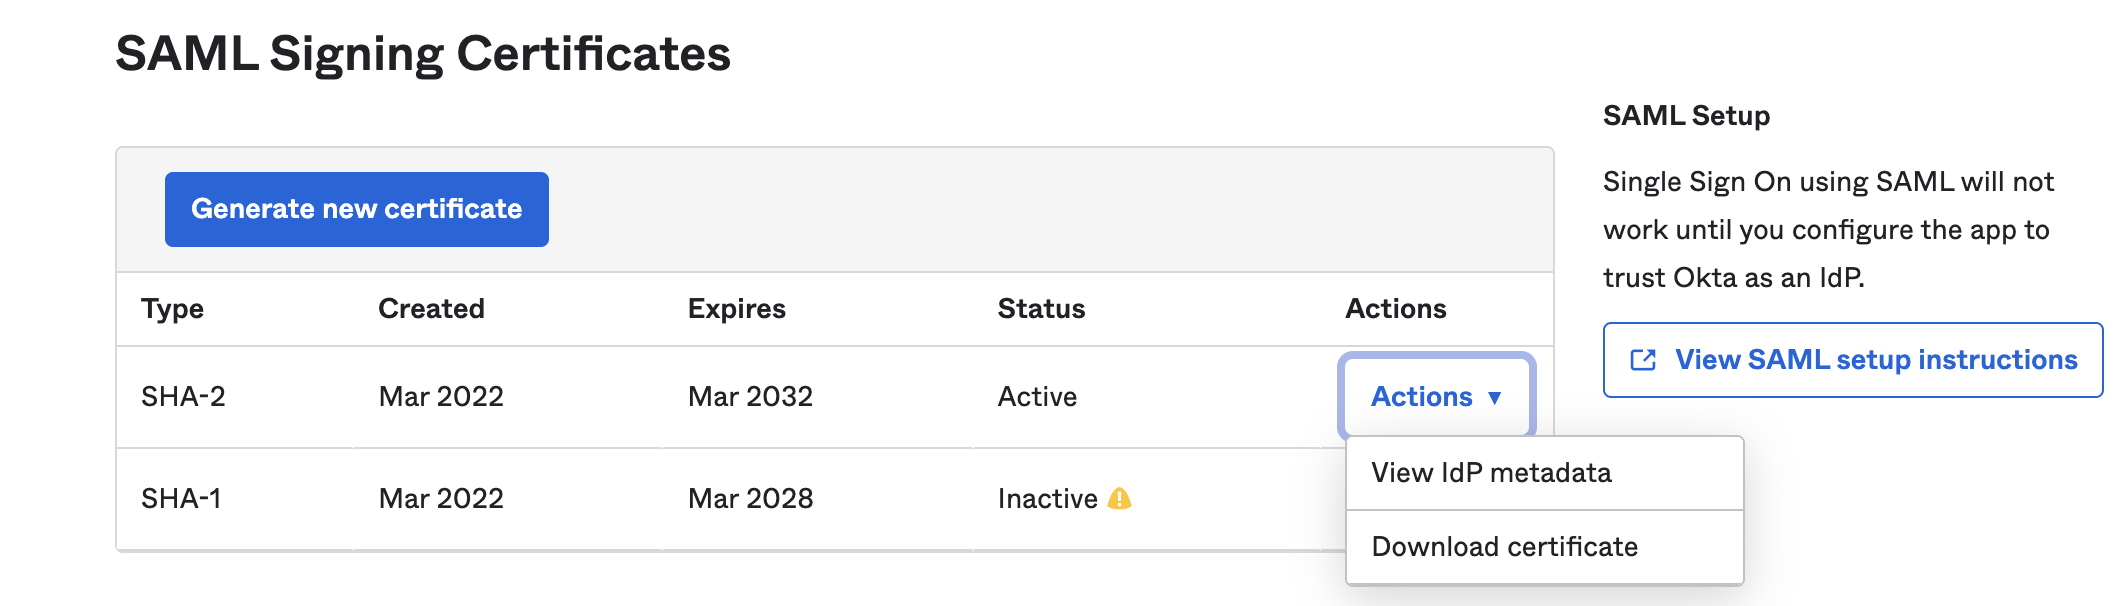 SAML Signing Certificates
Generate new certificate
Type Created Expires Status Actions
SHA-2 Mar 2022 Mar 2032 Active Actions ▼
SHA-1 Mar 2022 Mar 2028 Inactive
View IdP metadata
Download certificate
SAML Setup
Single Sign On using SAML will not
work until you configure the app to
trust Okta as an IdP.
View SAML setup instructions